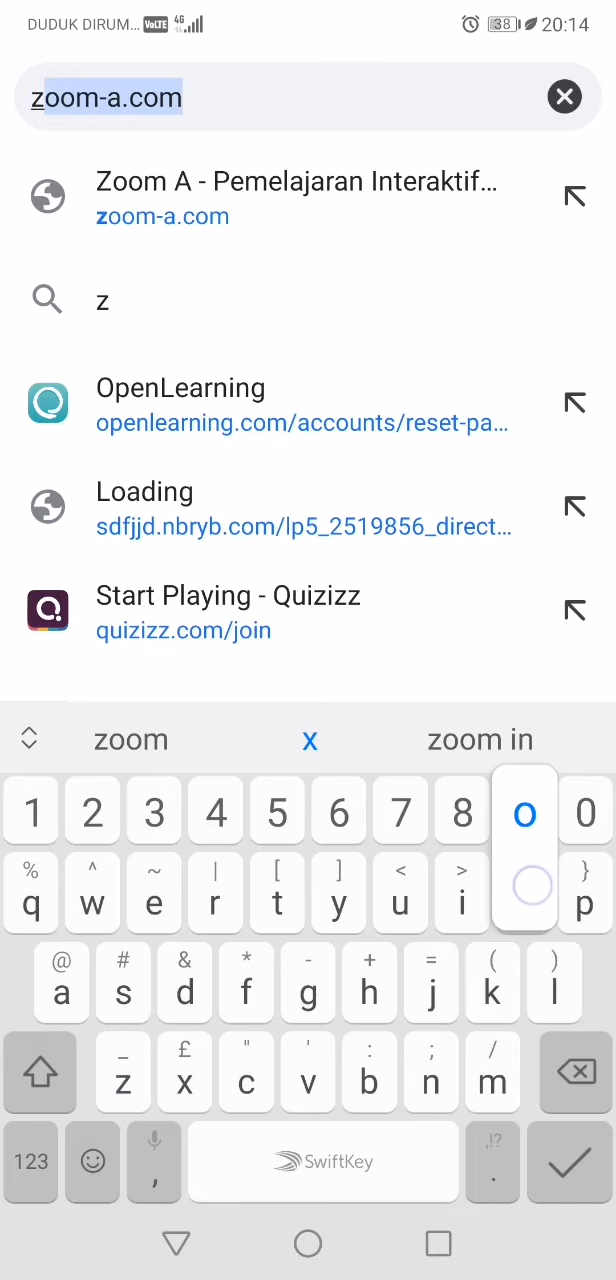 DUDUK DIRUM... VoLTE 4G 38 20:14
zoom-a.com
Zoom A - Pemelajaran Interaktif...
zoom-a.com
z
OpenLearning
openlearning.com/accounts/reset-pa...
Loading
sdfjjd.nbryb.com/lp5_2519856_direct...
Start Playing - Quizizz
quizizz.com/join
zoom x zoom in
1 2 3 4 5 6 7 8 o 0
% ^ ~ | [ ] < > }
q w e r t y u i p
@ # & * - + = ( )
a s d f g h j k l
_ £ " ' : ; /
z x c v b n m
,!?
123 , SwiftKey .